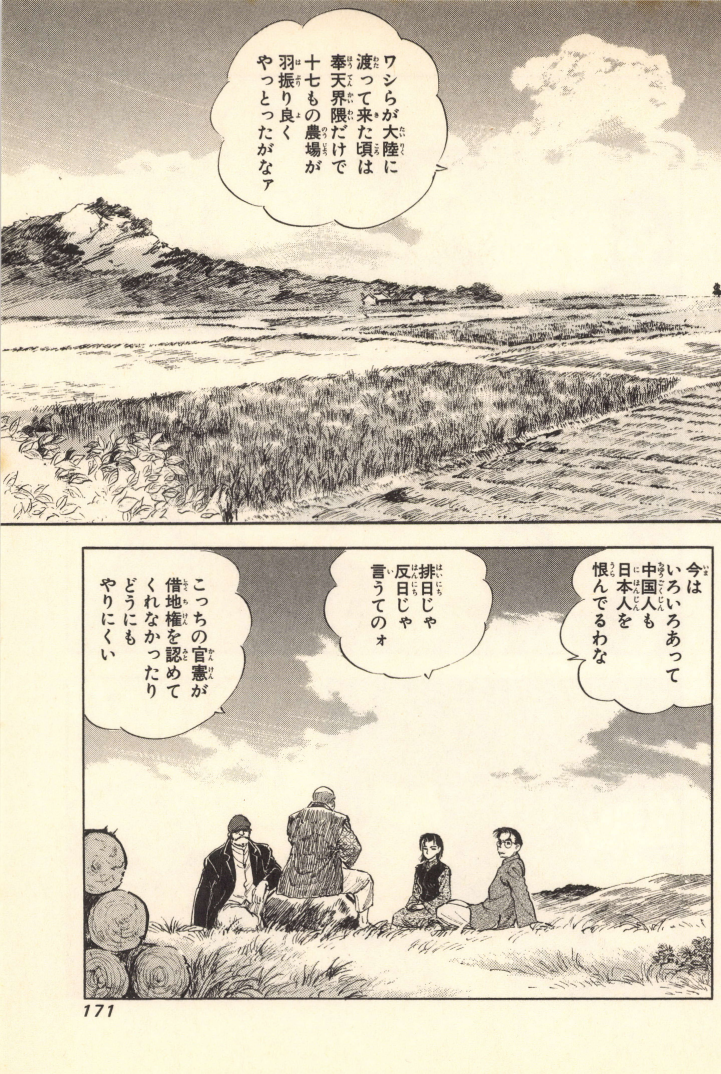 ワシらが大陸に
渡って来た頃は
奉天界隈だけで
十七もの農場が
羽振り良く
やっとったがなァ
今は
いろいろあって
中国人も
日本人を
恨んでるわな
排日じゃ
反日じゃ
言うてのォ
こっちの官憲が
借地権を認めて
くれなかったり
どうにも
やりにくい
171